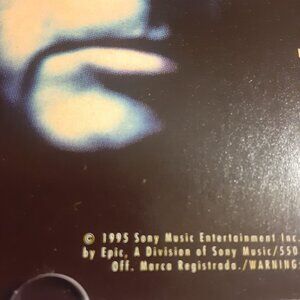 © 1995 Sony Music Entertainment Inc.
by Epic, A Division of Sony Music/550
Off. Marca Registrada./WARNING: